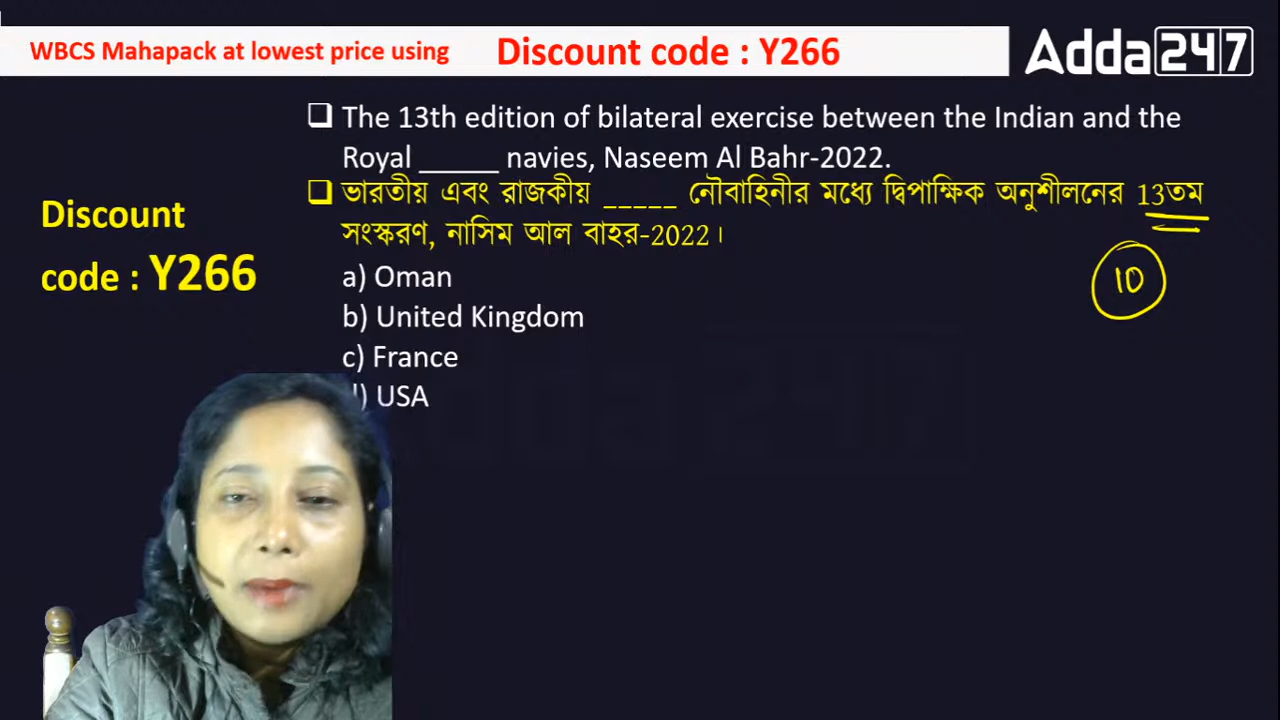 WBCS Mahapack at lowest price using Discount code : Y266
Adda247
❑ The 13th edition of bilateral exercise between the Indian and the
Royal _____ navies, Naseem Al Bahr-2022.
❑ ভারতীয় এবং রাজকীয় _____ নৌবাহিনীর মধ্যে দ্বিপাক্ষিক অনুশীলনের 13তম
সংস্করণ, নাসিম আল বাহর-2022।
10
Discount
code : Y266
a) Oman
b) United Kingdom
c) France
d) USA